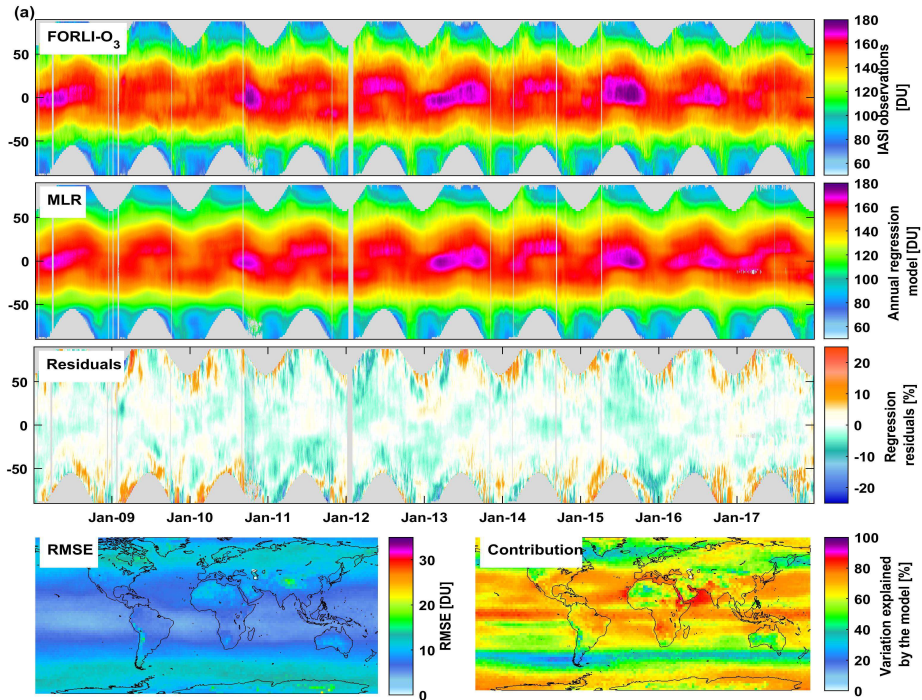 (a)
FORLI-O3
50
0
-50
180
160
140
120
100
80
60
IASI observations
[DU]
MLR
50
0
-50
180
160
140
120
100
80
60
Annual regression
model [DU]
Residuals
50
0
-50
20
10
0
-10
-20
Regression
residuals [%]
Jan-09 Jan-10 Jan-11 Jan-12 Jan-13 Jan-14 Jan-15 Jan-16 Jan-17
RMSE
30
20
10
0
RMSE [DU]
Contribution
100
80
60
40
20
0
Variation explained
by the model [%]